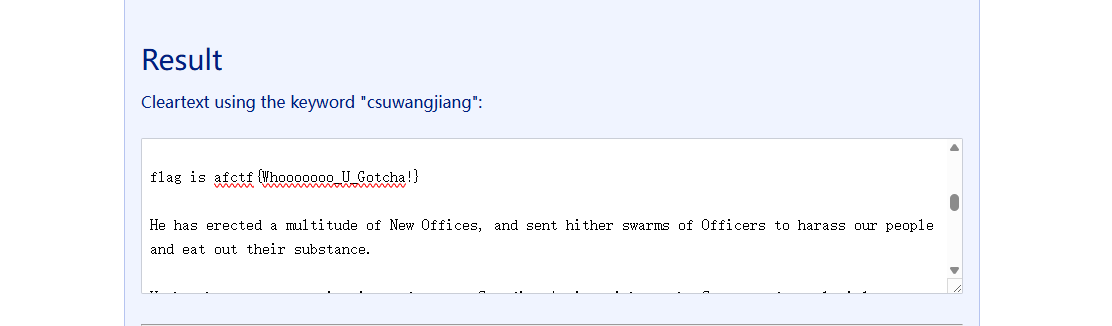 Result
Cleartext using the keyword "csuwangjiang":
flag is afctf{Whooooooo_U_Gotcha!}
He has erected a multitude of New Offices, and sent hither swarms of Officers to harass our people
and eat out their substance.